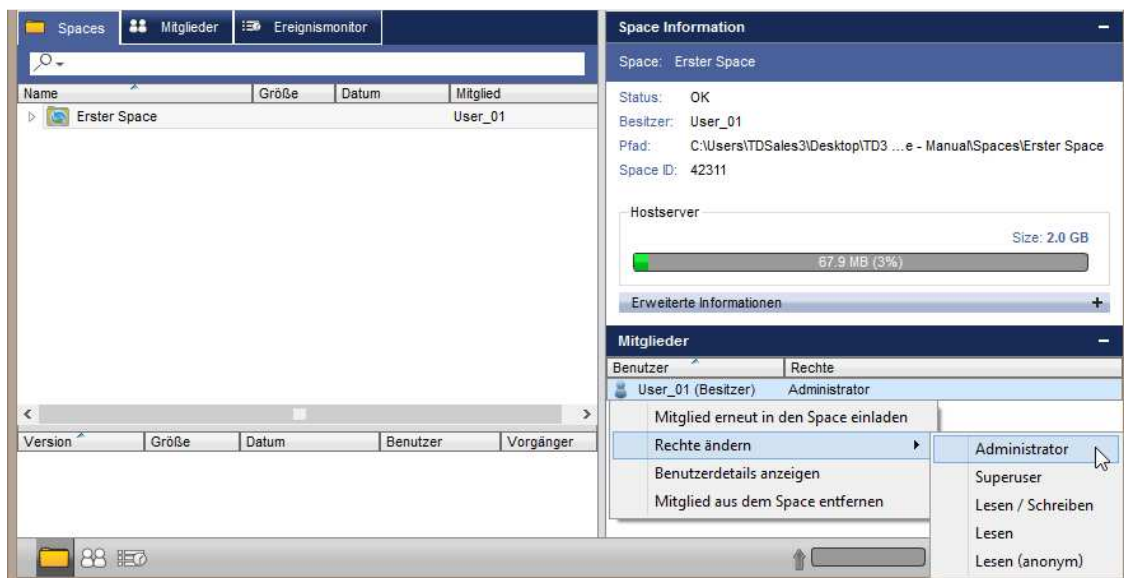 Spaces Mitglieder Ereignismonitor
Name Größe Datum Mitglied
Erster Space User_01
Version Größe Datum Benutzer Vorgänger
Space Information –
Space: Erster Space
Status: OK
Besitzer: User_01
Pfad: C:\Users\TDSales3\Desktop\TD3 ...e - Manual\Spaces\Erster Space
Space ID: 42311
Hostserver
Size: 2.0 GB
67.9 MB (3%)
Erweiterte Informationen +
Mitglieder –
Benutzer Rechte
User_01 (Besitzer) Administrator
Mitglied erneut in den Space einladen
Rechte ändern
Benutzerdetails anzeigen
Mitglied aus dem Space entfernen
Administrator
Superuser
Lesen / Schreiben
Lesen
Lesen (anonym)